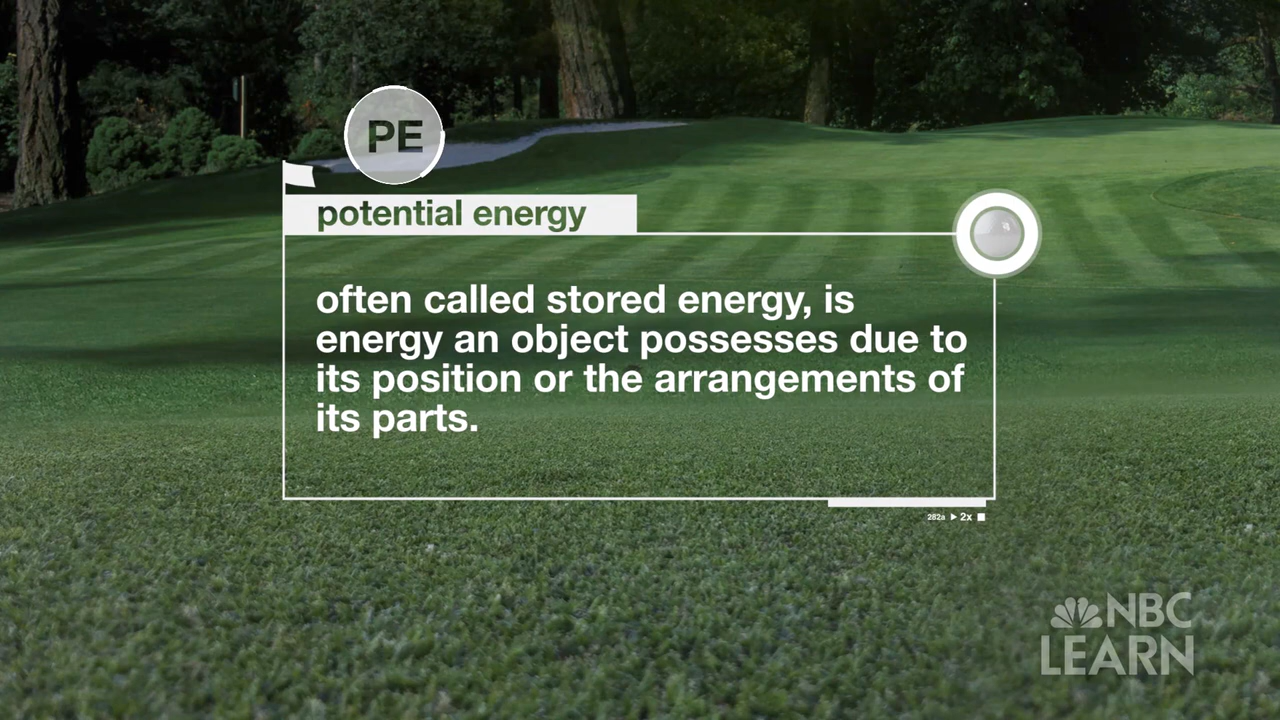 PE
potential energy
often called stored energy, is
energy an object possesses due to
its position or the arrangements of
its parts.
282a ▶ 2x ■
NBC
LEARN